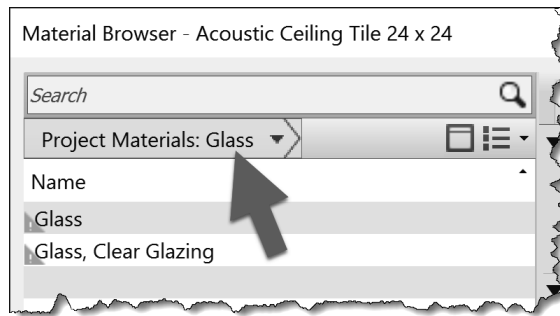 Material Browser - Acoustic Ceiling Tile 24 x 24
Search
Project Materials: Glass
Name
Glass
Glass, Clear Glazing